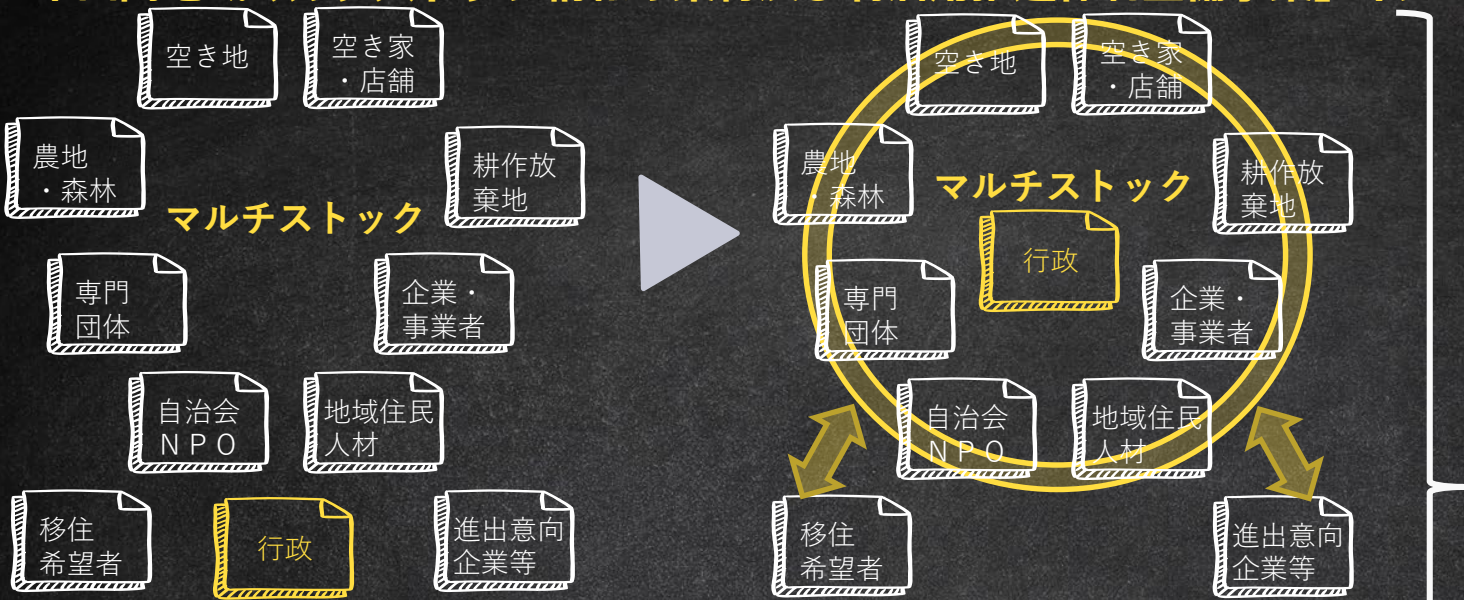 空き地
空き家
・店舗
農地
・森林
耕作放
棄地
マルチストック
専門
団体
企業・
事業者
自治会
ＮＰＯ
地域住民
人材
移住
希望者
行政
進出意向
企業等
空き地
空き家
・店舗
農地
・森林
耕作放
棄地
マルチストック
行政
専門
団体
企業・
事業者
自治会
ＮＰＯ
地域住民
人材
移住
希望者
進出意向
企業等